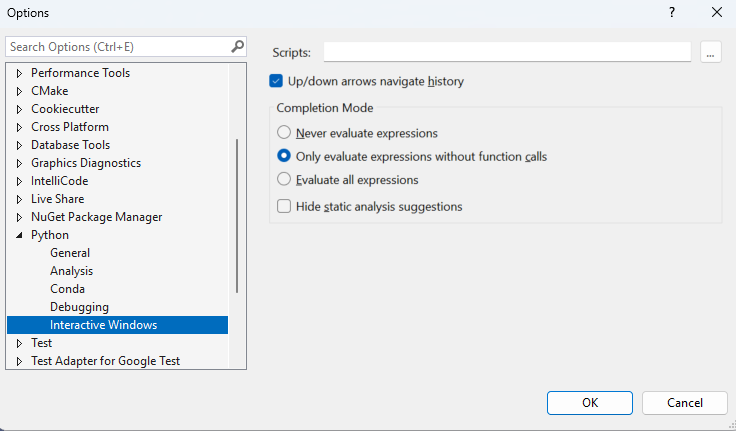 Options
?
Search Options (Ctrl+E)
Performance Tools
CMake
Cookiecutter
Cross Platform
Database Tools
Graphics Diagnostics
IntelliCode
Live Share
NuGet Package Manager
Python
General
Analysis
Conda
Debugging
Interactive Windows
Test
Test Adapter for Google Test
Scripts:
...
Up/down arrows navigate history
Completion Mode
Never evaluate expressions
Only evaluate expressions without function calls
Evaluate all expressions
Hide static analysis suggestions
OK
Cancel